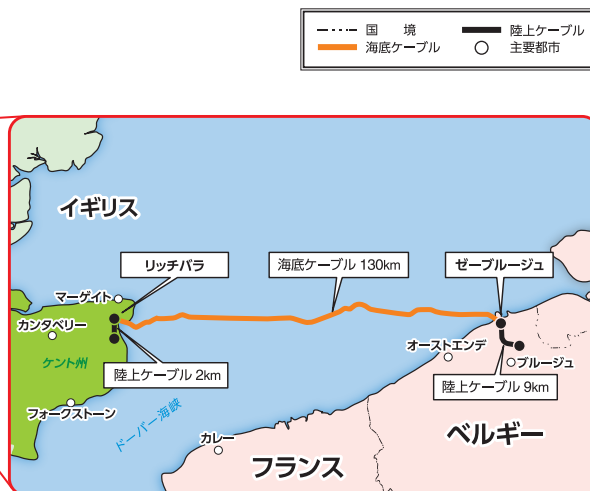 国 境
陸上ケーブル
海底ケーブル
主要都市
イギリス
リッチバラ
海底ケーブル 130km
ゼーブルージュ
マーゲイト
カンタベリー
オーストエンデ
ケント州
ブルージュ
陸上ケーブル 2km
陸上ケーブル 9km
フォークストーン
ドーバー海峡
カレー
ベルギー
フランス